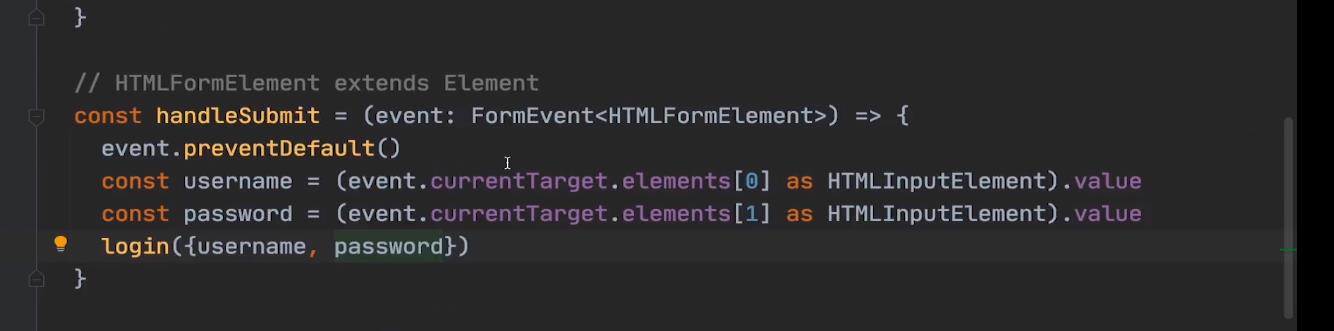 }
// HTMLFormElement extends Element
const handleSubmit = (event: FormEvent<HTMLFormElement>) => {
event.preventDefault()
const username = (event.currentTarget.elements[0] as HTMLInputElement).value
const password = (event.currentTarget.elements[1] as HTMLInputElement).value
login({username, password})
}